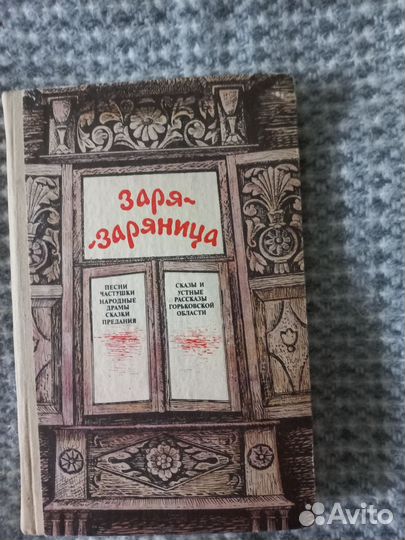 заря-
-заряница
ПЕСНИ
ЧАСТУШКИ
НАРОДНЫЕ
ДРАМЫ
СКАЗКИ
ПРЕДАНИЯ
СКАЗЫ И
УСТНЫЕ
РАССКАЗЫ
ГОРЬКОВСКОЙ
ОБЛАСТИ
Avito